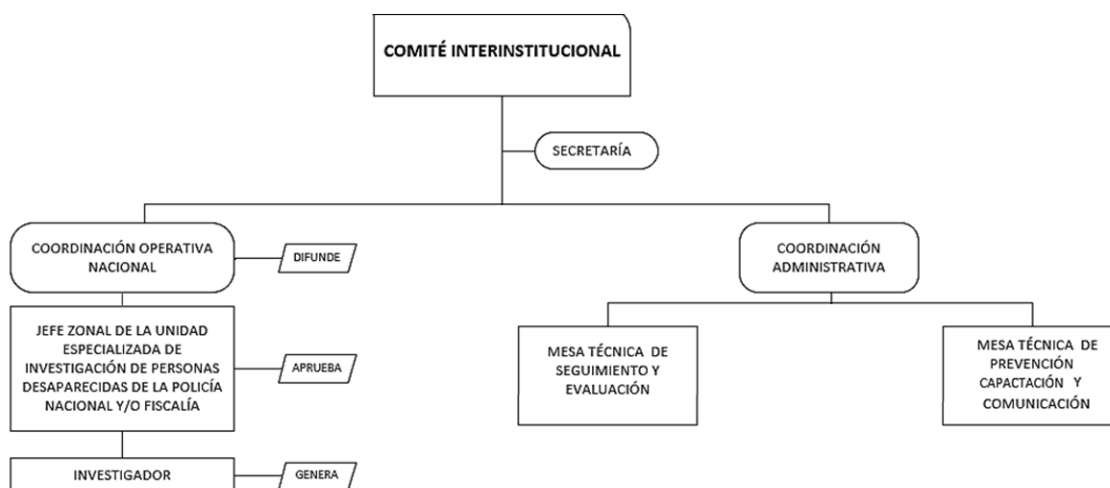 COMITÉ INTERINSTITUCIONAL
SECRETARÍA
COORDINACIÓN OPERATIVA
NACIONAL
DIFUNDE
JEFE ZONAL DE LA UNIDAD
ESPECIALIZADA DE
INVESTIGACIÓN DE PERSONAS
DESAPARECIDAS DE LA POLICÍA
NACIONAL Y/O FISCALÍA
APRUEBA
INVESTIGADOR
GENERA
COORDINACIÓN
ADMINISTRATIVA
MESA TÉCNICA DE
SEGUIMIENTO Y
EVALUACIÓN
MESA TÉCNICA DE
PREVENCIÓN
CAPACTACIÓN Y
COMUNICACIÓN